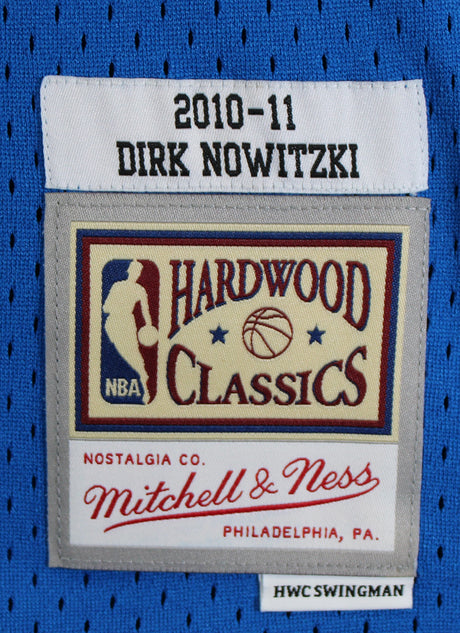 2010-11
DIRK NOWITZKI
HARDWOOD
CLASSICS
NBA
NOSTALGIA CO.
Mitchell & Ness
PHILADELPHIA, PA.
HWC SWINGMAN